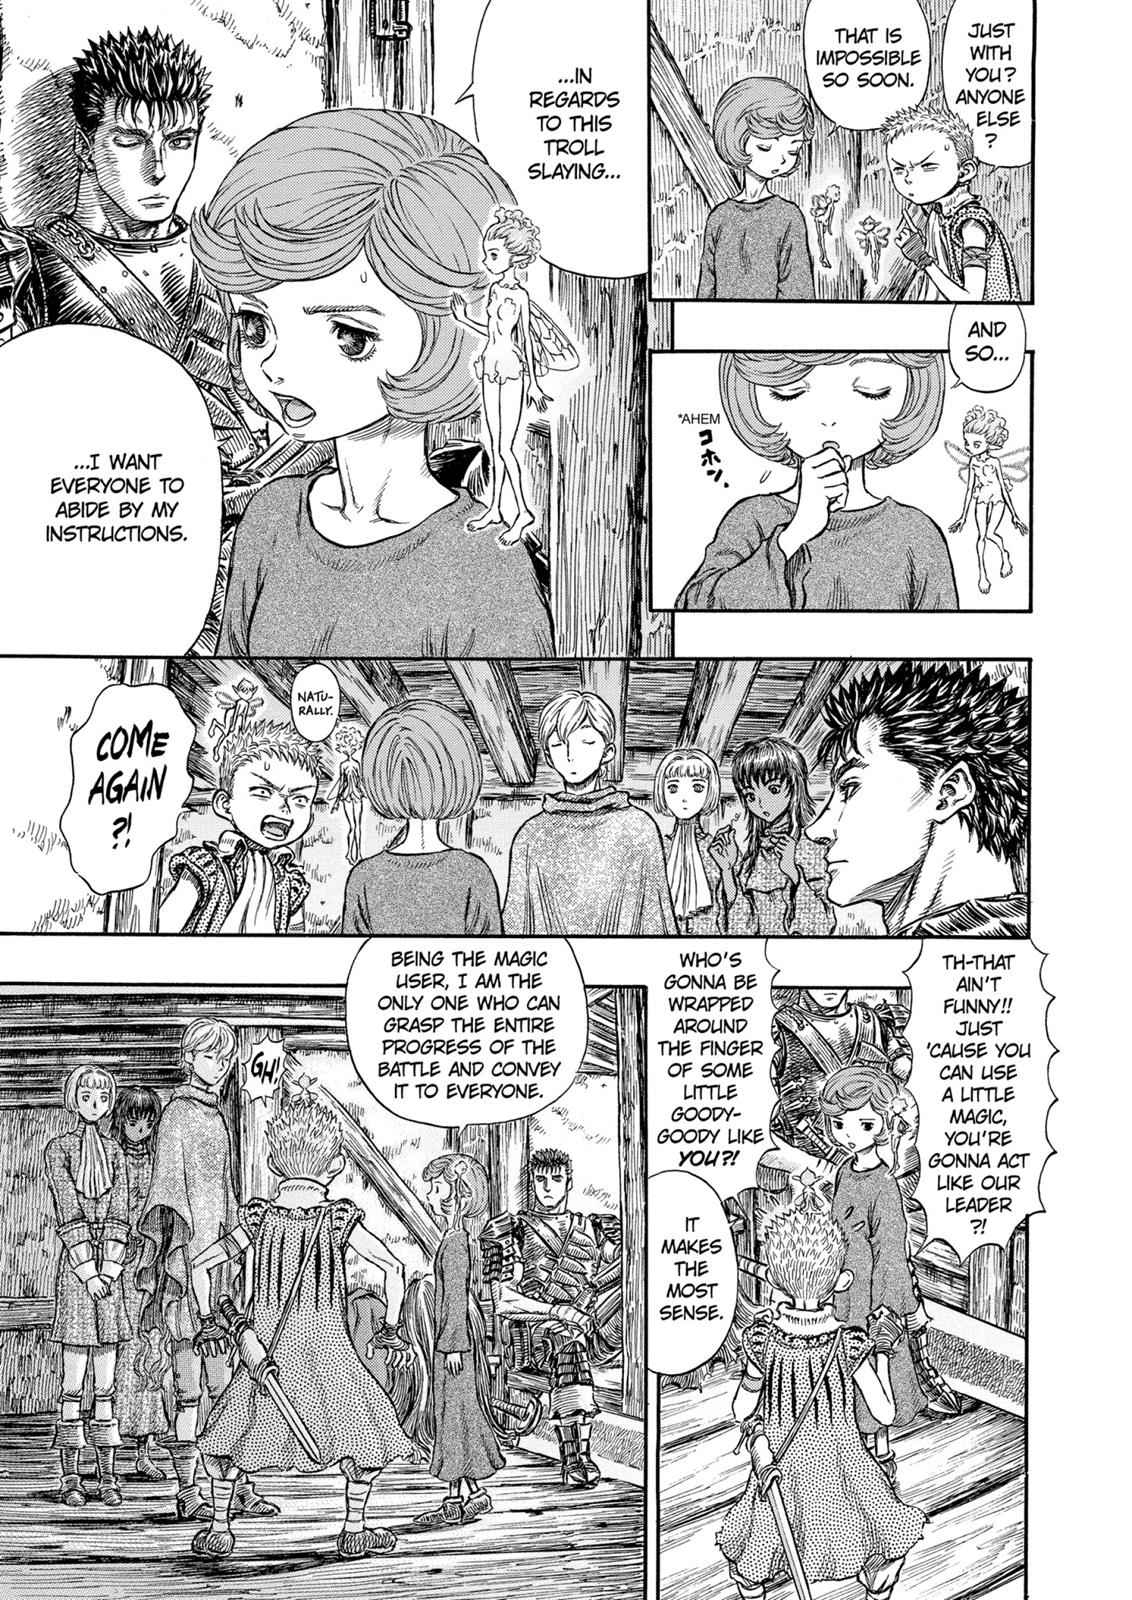 JUST
WITH
YOU?
ANYONE
ELSE
?
THAT IS
IMPOSSIBLE
SO SOON.
AND
SO...
*AHEM
コホン、
...IN
REGARDS
TO THIS
TROLL
SLAYING...
...I WANT
EVERYONE TO
ABIDE BY MY
INSTRUCTIONS.
NATU-
RALLY.
COME
AGAIN
?!
TH-THAT
AIN'T
FUNNY!!
JUST
'CAUSE YOU
CAN USE
A LITTLE
MAGIC,
YOU'RE
GONNA ACT
LIKE OUR
LEADER
?!
WHO'S
GONNA BE
WRAPPED
AROUND
THE FINGER
OF SOME
LITTLE
GOODY-
GOODY LIKE
YOU?!
IT
MAKES
THE
MOST
SENSE.
BEING THE MAGIC
USER, I AM THE
ONLY ONE WHO CAN
GRASP THE ENTIRE
PROGRESS OF THE
BATTLE AND CONVEY
IT TO EVERYONE.
GH!